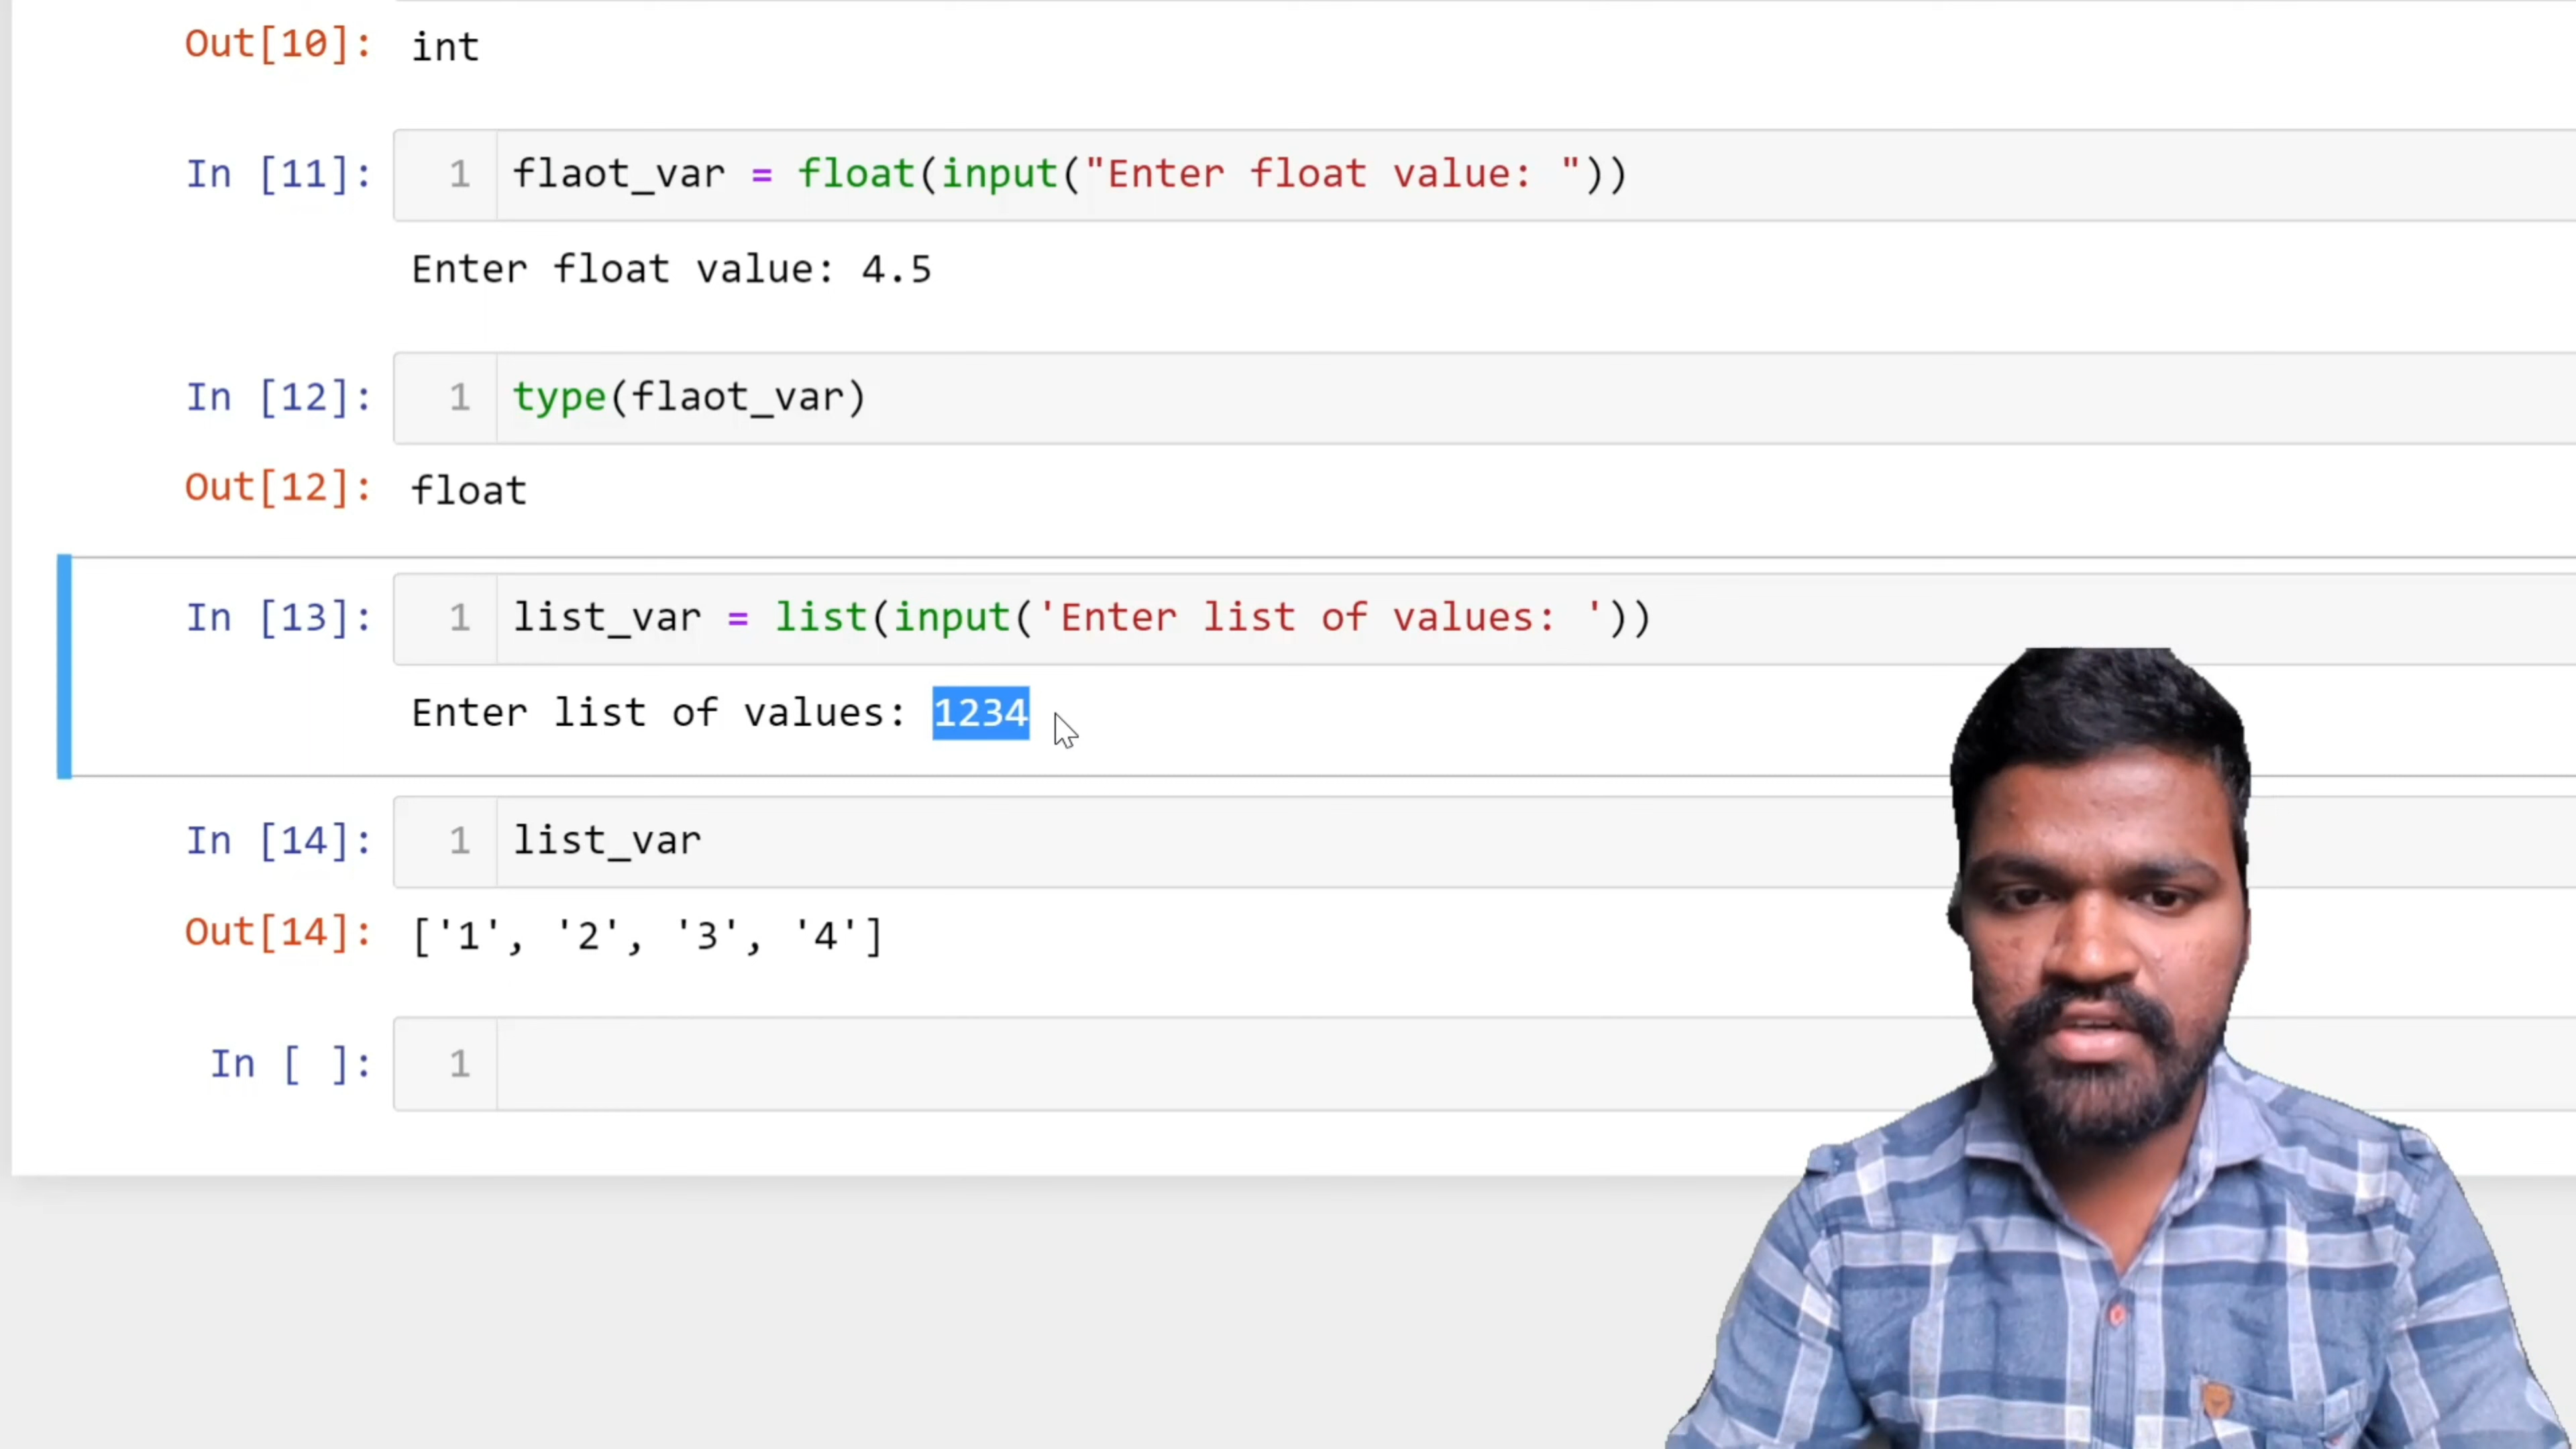 Out[10]: int
In [11]: 1 flaot_var = float(input("Enter float value: "))
Enter float value: 4.5
In [12]: 1 type(flaot_var)
Out[12]: float
In [13]: 1 list_var = list(input('Enter list of values: '))
Enter list of values: 1234
In [14]: 1 list_var
Out[14]: ['1', '2', '3', '4']
In [ ]: 1